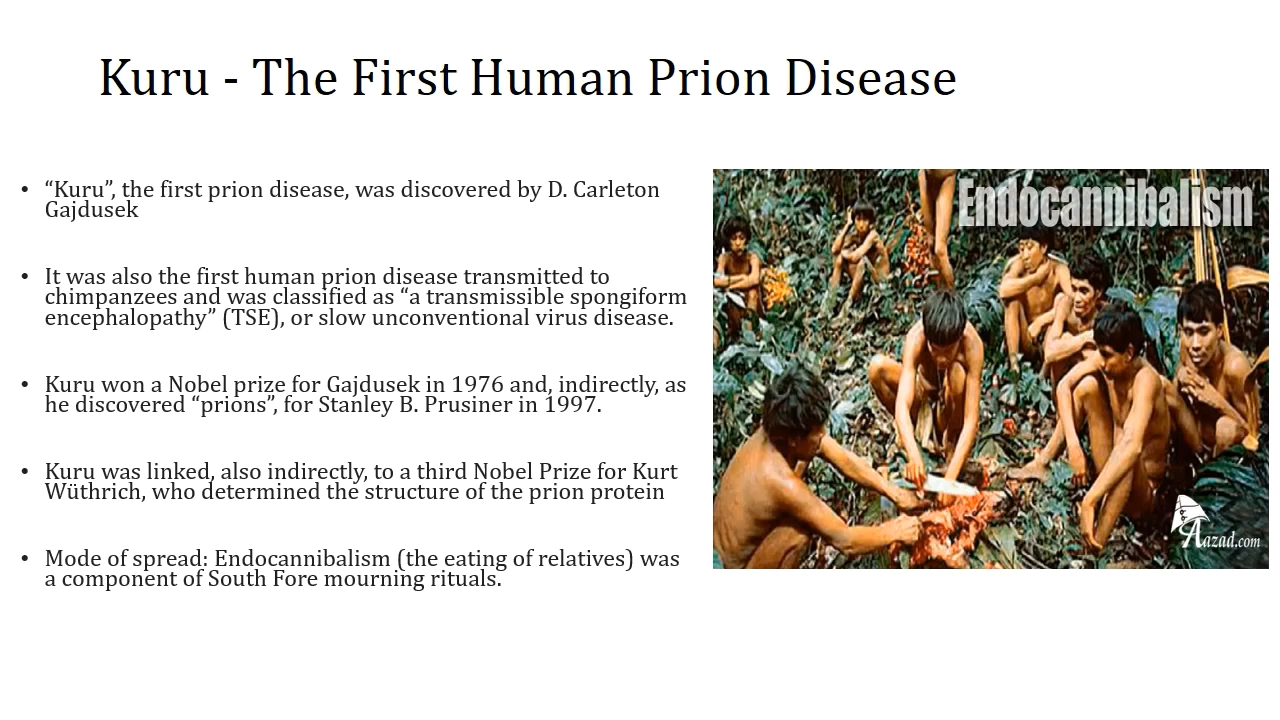 Kuru - The First Human Prion Disease
• “Kuru”, the first prion disease, was discovered by D. Carleton
Gajdusek
• It was also the first human prion disease transmitted to
chimpanzees and was classified as “a transmissible spongiform
encephalopathy” (TSE), or slow unconventional virus disease.
• Kuru won a Nobel prize for Gajdusek in 1976 and, indirectly, as
he discovered “prions”, for Stanley B. Prusiner in 1997.
• Kuru was linked, also indirectly, to a third Nobel Prize for Kurt
Wüthrich, who determined the structure of the prion protein
• Mode of spread: Endocannibalism (the eating of relatives) was
a component of South Fore mourning rituals.
Endocannibalism
Aazad.com